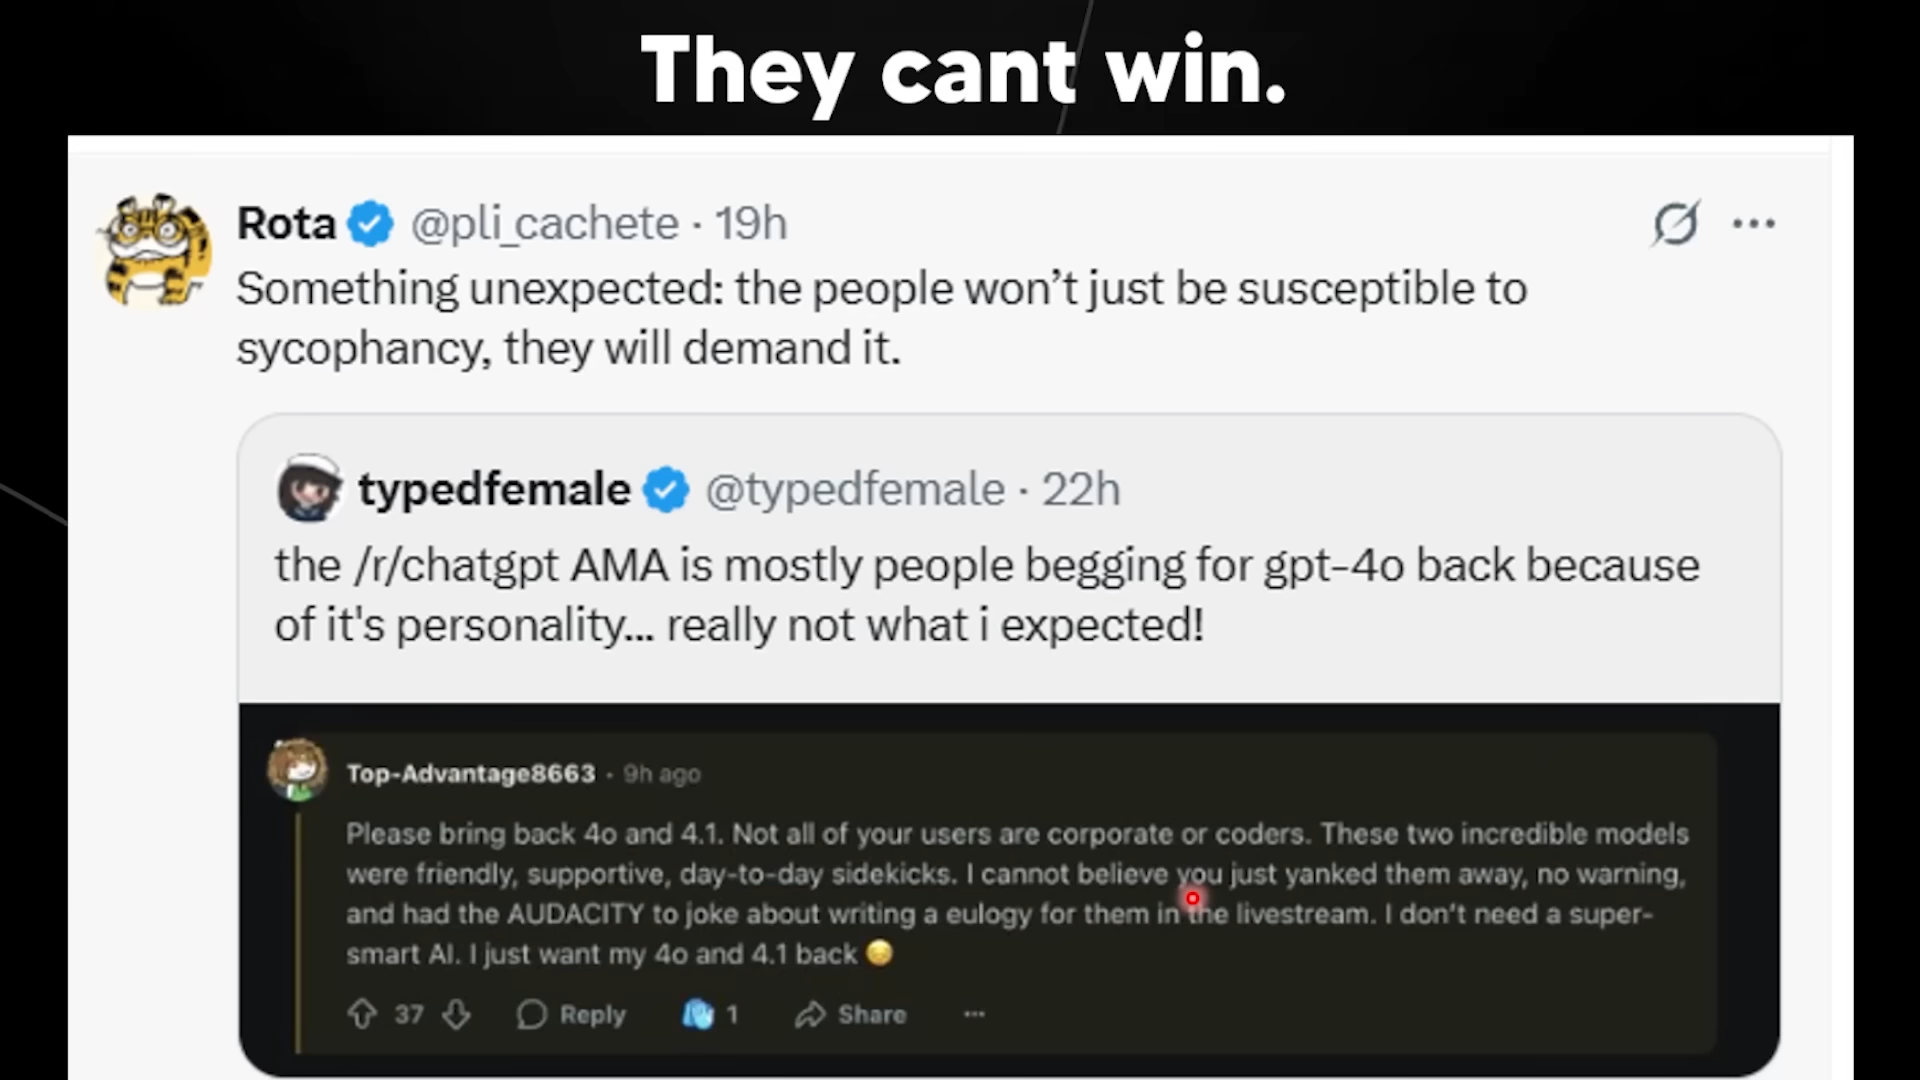 They cant win.
Rota @pli_cachete · 19h
Something unexpected: the people won’t just be susceptible to
sycophancy, they will demand it.
typedfemale @typedfemale · 22h
the /r/chatgpt AMA is mostly people begging for gpt-4o back because
of it's personality... really not what i expected!
Top-Advantage8663 · 9h ago
Please bring back 4o and 4.1. Not all of your users are corporate or coders. These two incredible models
were friendly, supportive, day-to-day sidekicks. I cannot believe you just yanked them away, no warning,
and had the AUDACITY to joke about writing a eulogy for them in the livestream. I don't need a super-
smart AI. I just want my 4o and 4.1 back
37 Reply 1 Share